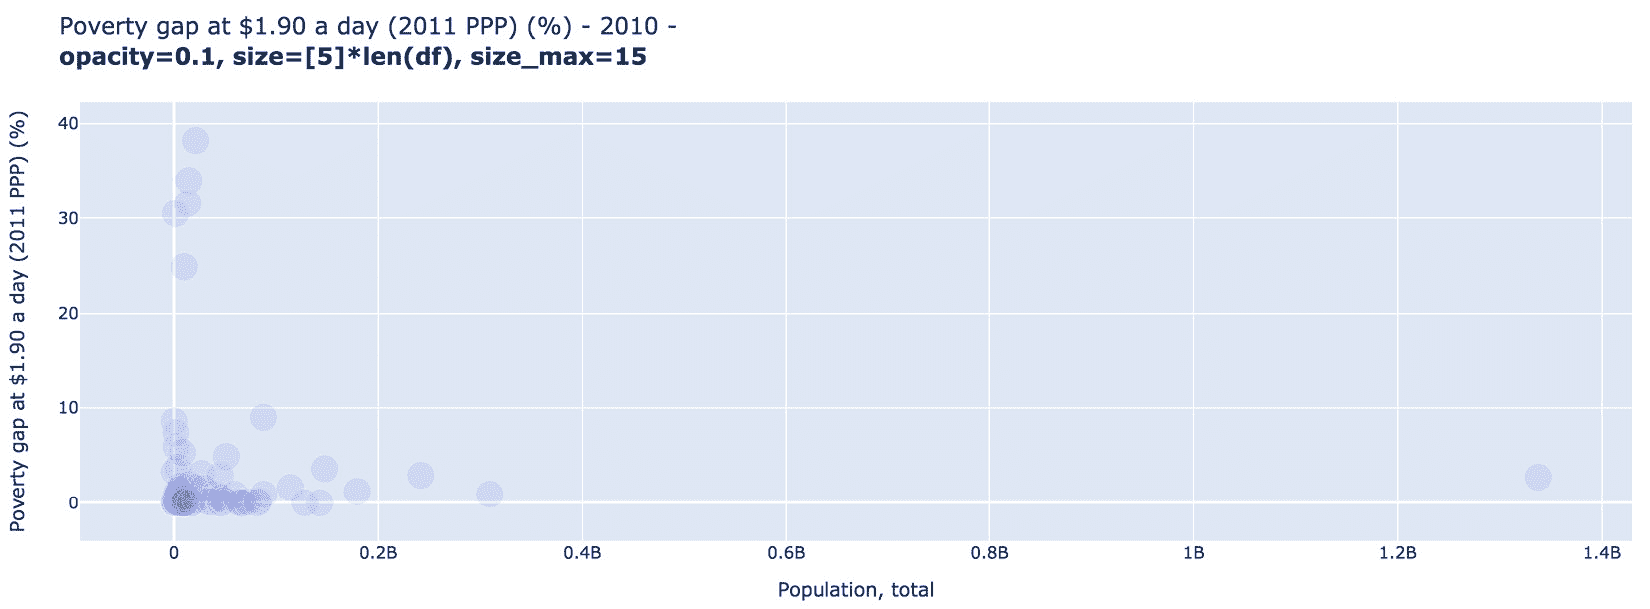 Poverty gap at $1.90 a day (2011 PPP) (%) - 2010 -
opacity=0.1, size=[5]*len(df), size_max=15
Poverty gap at $1.90 a day (2011 PPP) (%)
40
30
20
10
0
0 0.2B 0.4B 0.6B 0.8B 1B 1.2B 1.4B
Population, total